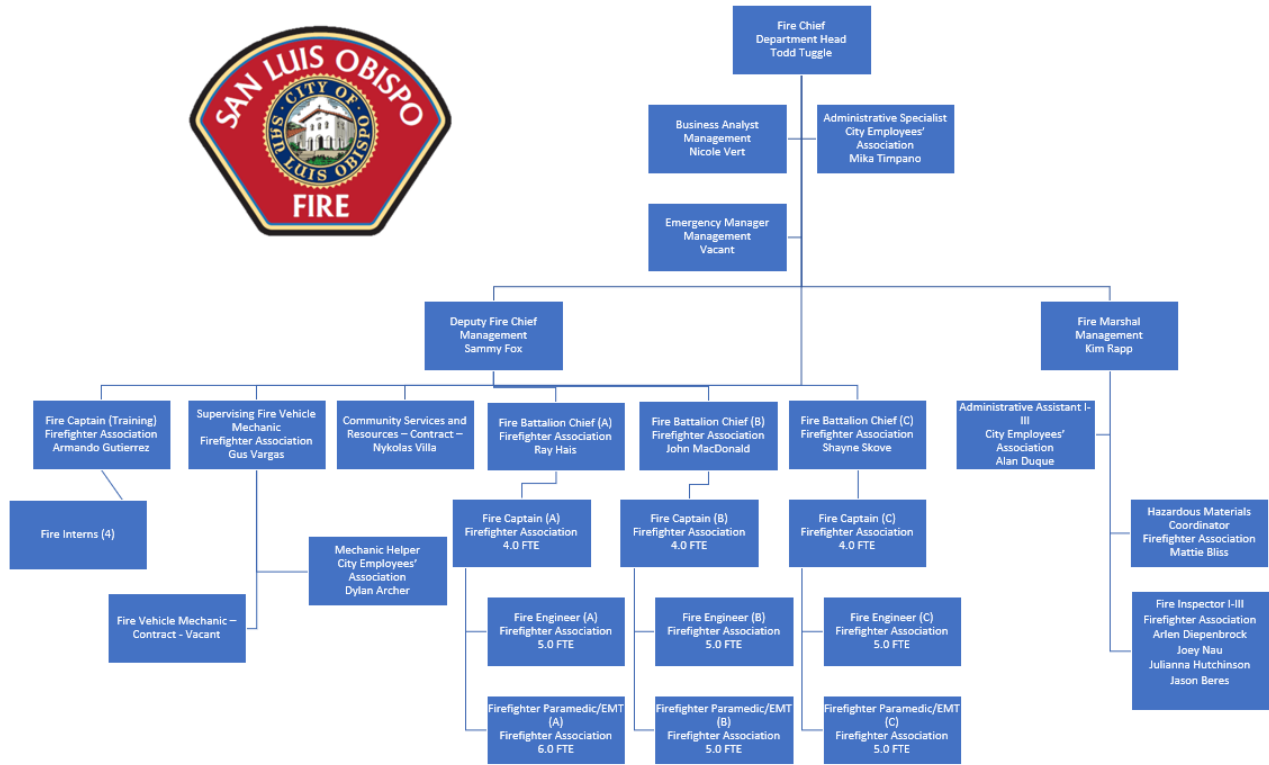 SAN LUIS OBISPO
CITY OF
SAN LUIS OBISPO
FIRE
Fire Chief
Department Head
Todd Tuggle
Business Analyst
Management
Nicole Vert
Administrative Specialist
City Employees'
Association
Mika Timpano
Emergency Manager
Management
Vacant
Deputy Fire Chief
Management
Sammy Fox
Fire Marshal
Management
Kim Rapp
Fire Captain (Training)
Firefighter Association
Armando Gutierrez
Supervising Fire Vehicle
Mechanic
Firefighter Association
Gus Vargas
Community Services and
Resources – Contract –
Nykolas Villa
Fire Battalion Chief (A)
Firefighter Association
Ray Hais
Fire Battalion Chief (B)
Firefighter Association
John MacDonald
Fire Battalion Chief (C)
Firefighter Association
Shayne Skove
Administrative Assistant I-
III
City Employees'
Association
Alan Duque
Fire Interns (4)
Mechanic Helper
City Employees'
Association
Dylan Archer
Fire Vehicle Mechanic –
Contract - Vacant
Fire Captain (A)
Firefighter Association
4.0 FTE
Fire Captain (B)
Firefighter Association
4.0 FTE
Fire Captain (C)
Firefighter Association
4.0 FTE
Hazardous Materials
Coordinator
Firefighter Association
Mattie Bliss
Fire Engineer (A)
Firefighter Association
5.0 FTE
Fire Engineer (B)
Firefighter Association
5.0 FTE
Fire Engineer (C)
Firefighter Association
5.0 FTE
Fire Inspector I-III
Firefighter Association
Arlen Diepenbrock
Joey Nau
Julianna Hutchinson
Jason Beres
Firefighter Paramedic/EMT
(A)
Firefighter Association
6.0 FTE
Firefighter Paramedic/EMT
(B)
Firefighter Association
5.0 FTE
Firefighter Paramedic/EMT
(C)
Firefighter Association
5.0 FTE